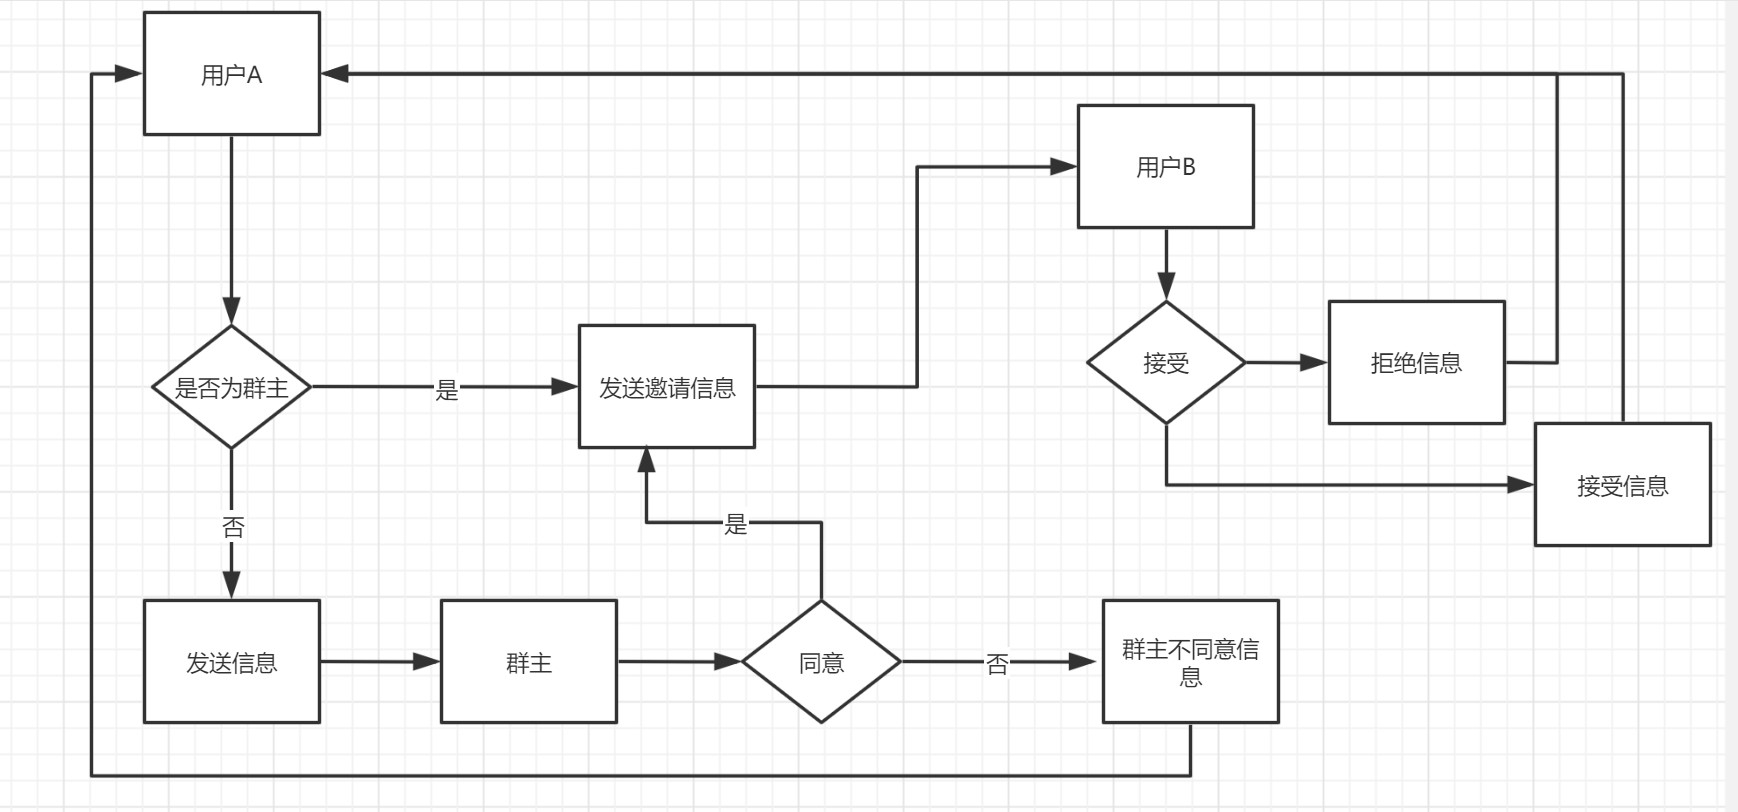 用户A
用户B
接受
拒绝信息
是否为群主
是
发送邀请信息
接受信息
否
是
发送信息
群主
同意
否
群主不同意信
息